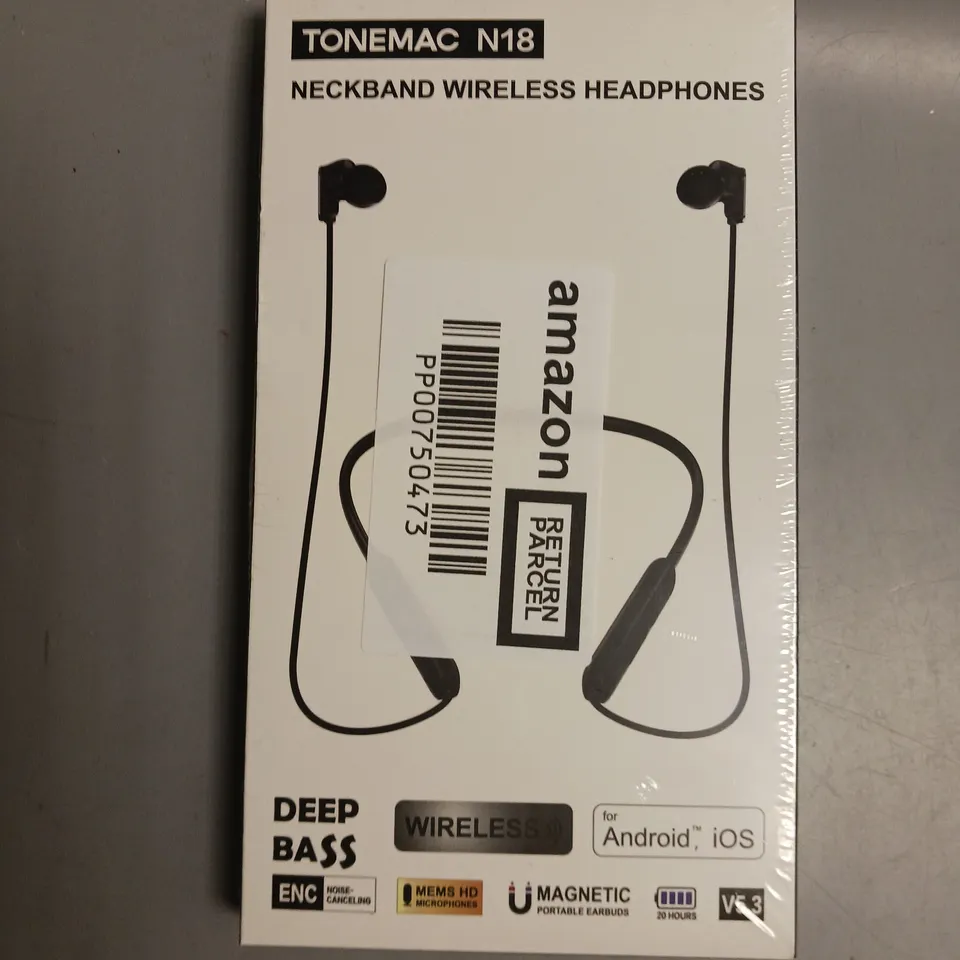 TONEMAC N18
NECKBAND WIRELESS HEADPHONES
amazon
PP00750473
RETURN
PARCEL
DEEP
BASS
WIRELESS
for
Android™, iOS
ENC
NOISE-
CANCELING
MEMS HD
MICROPHONES
MAGNETIC
PORTABLE EARBUDS
20 HOURS
V5.3